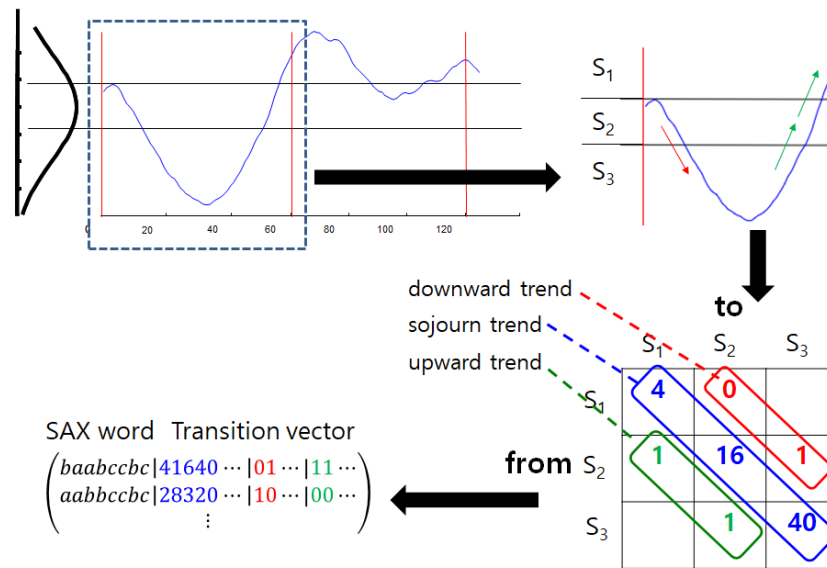 0 20 40 60 80 100 120
S1
S2
S3
downward trend
sojourn trend
upward trend
to
S1 S2 S3
S1 4 0
from S2 1 16 1
S3 1 40
SAX word Transition vector
baabccbc|41640 ⋯ |01 ⋯ |11 ⋯
aabbccbc|28320 ⋯ |10 ⋯ |00 ⋯
⋮